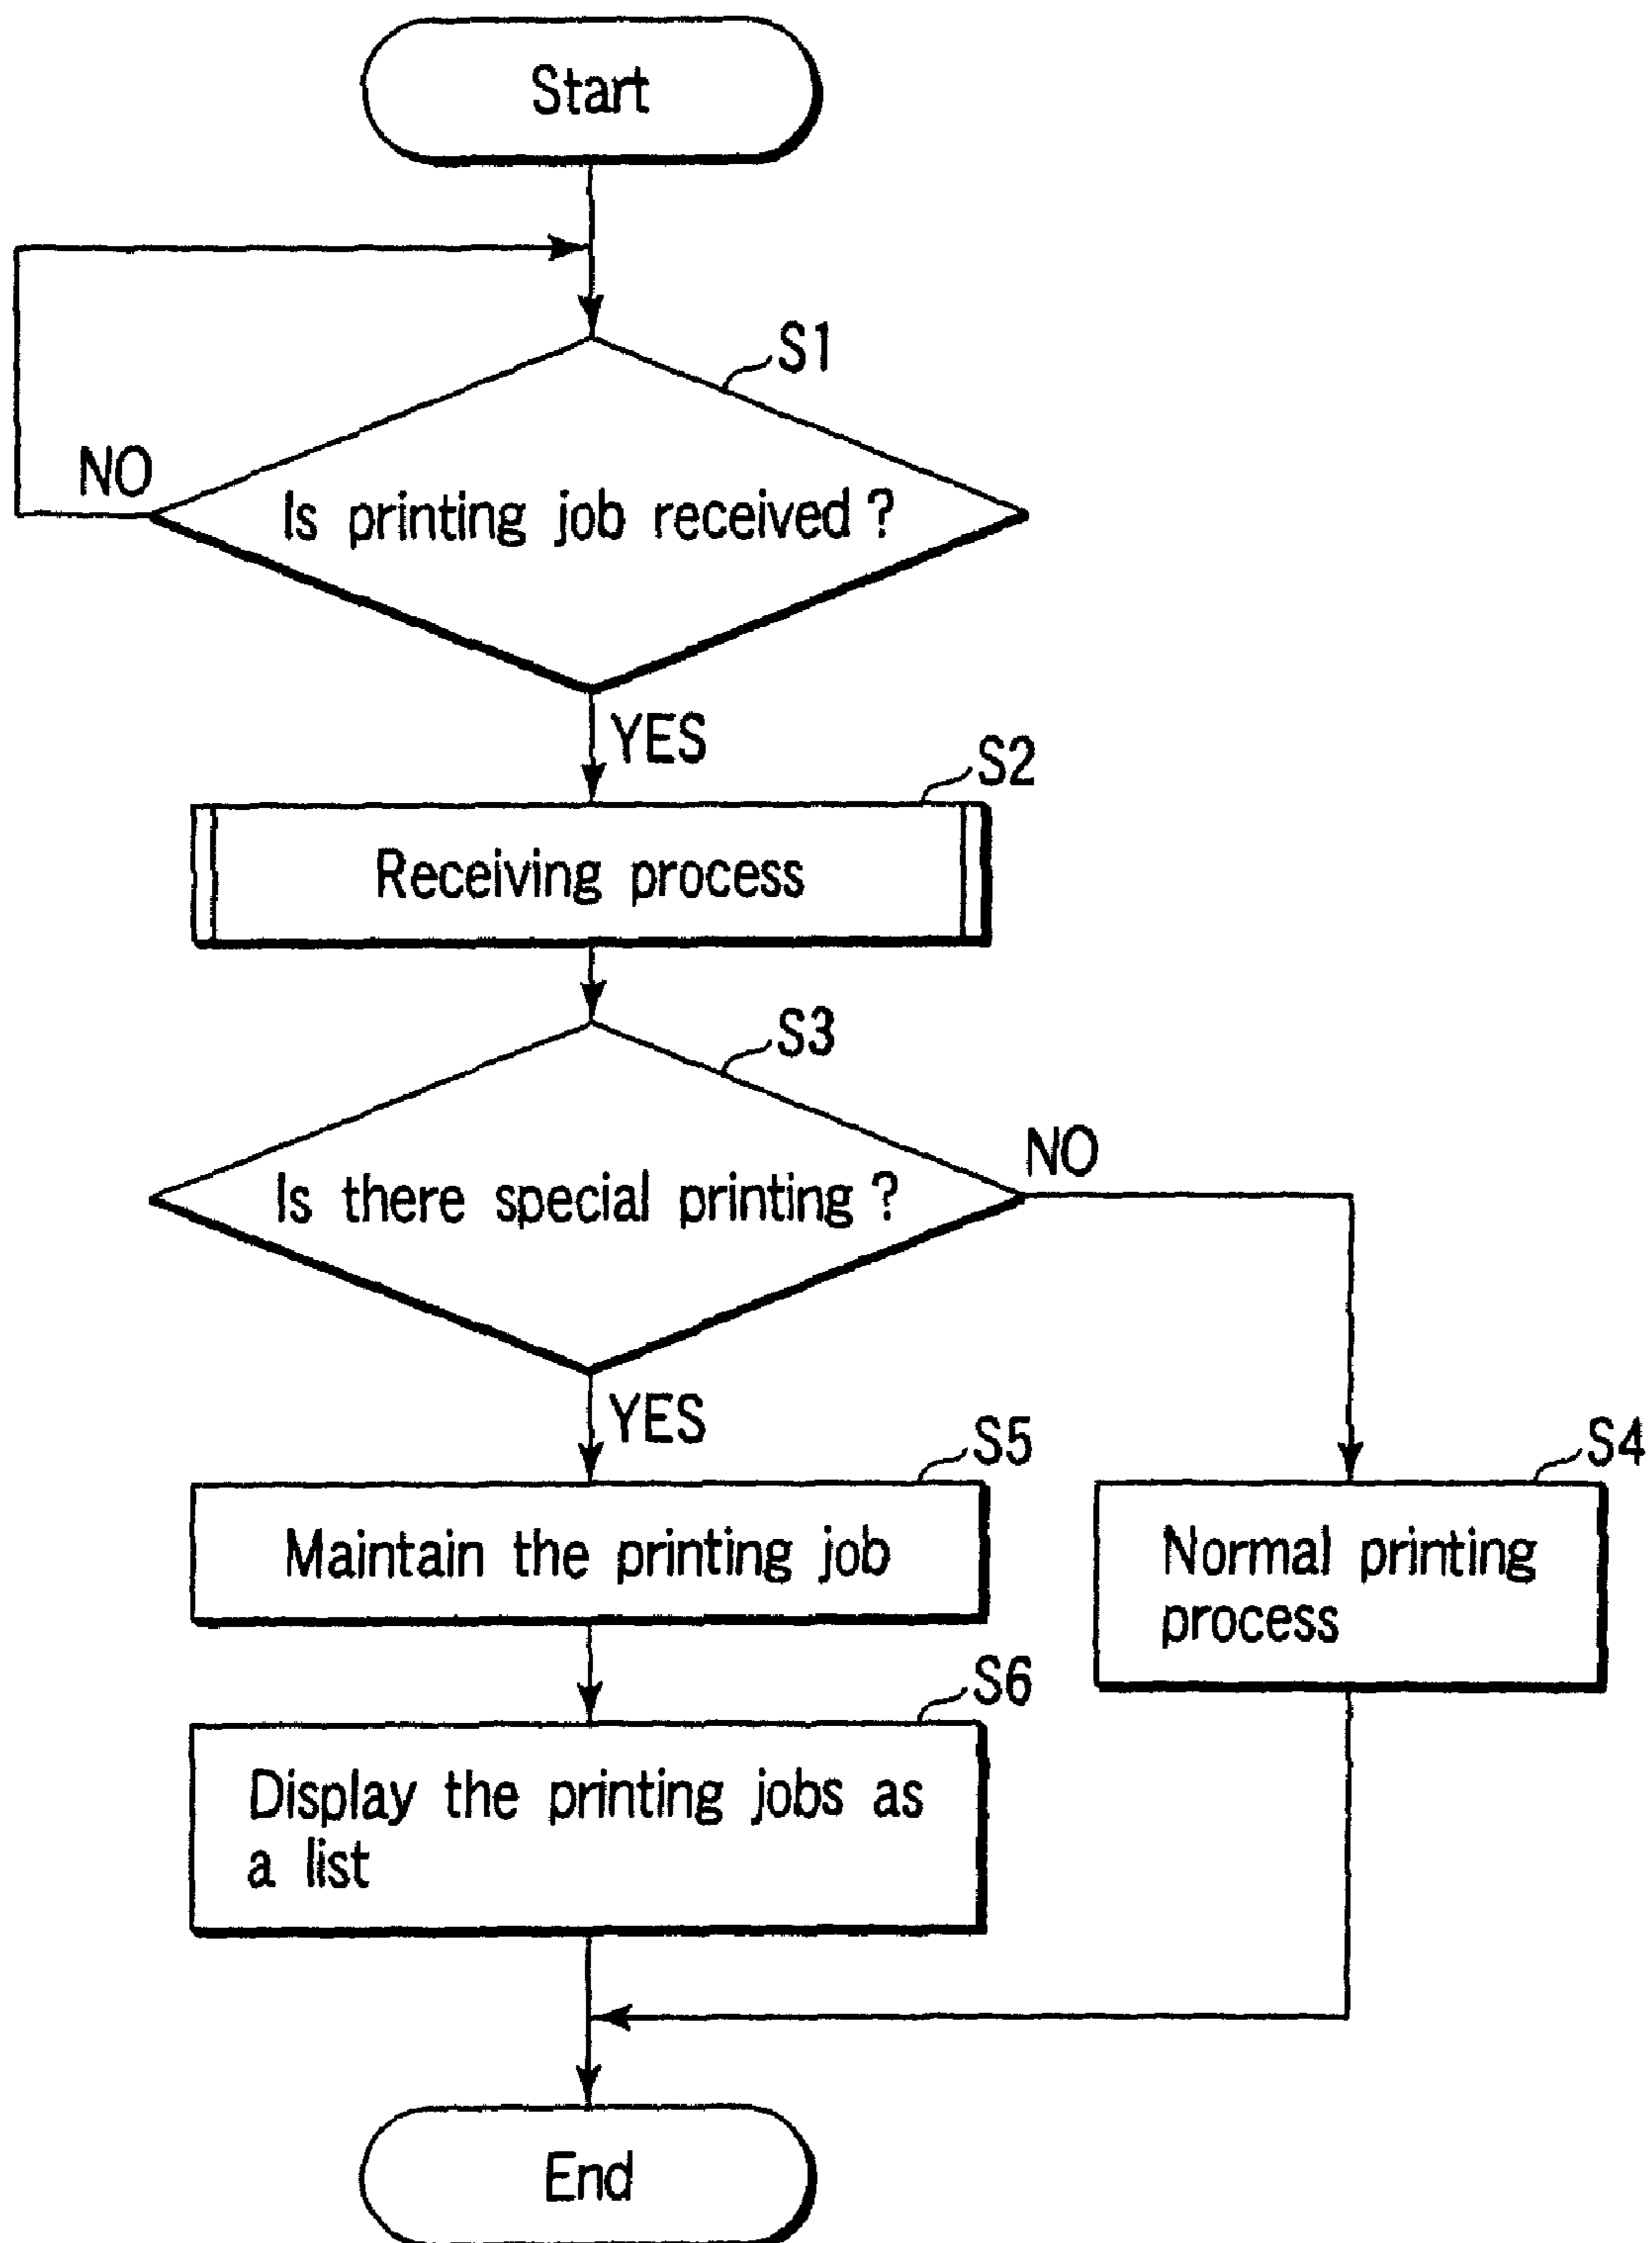 Start
S1
NO
Is printing job received ?
YES
S2
Receiving process
S3
NO
Is there special printing ?
YES
S5
S4
Maintain the printing job
Normal printing
process
S6
Display the printing jobs as
a list
End